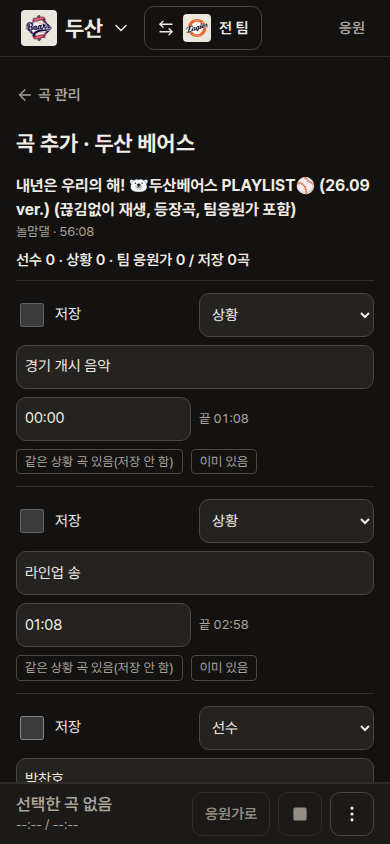 두산
전 팀
응원
← 곡 관리
곡 추가 · 두산 베어스
내년은 우리의 해! 🐻‍❄️두산베어스 PLAYLIST⚾ (26.09
ver.) (끊김없이 재생, 등장곡, 팀응원가 포함)
놀맘댈 · 56:08
선수 0 · 상황 0 · 팀 응원가 0 / 저장 0곡
저장
상황
경기 개시 음악
00:00
끝 01:08
같은 상황 곡 있음(저장 안 함)
이미 있음
저장
상황
라인업 송
01:08
끝 02:58
같은 상황 곡 있음(저장 안 함)
이미 있음
저장
선수
박찬호
선택한 곡 없음
--:-- / --:--
응원가로